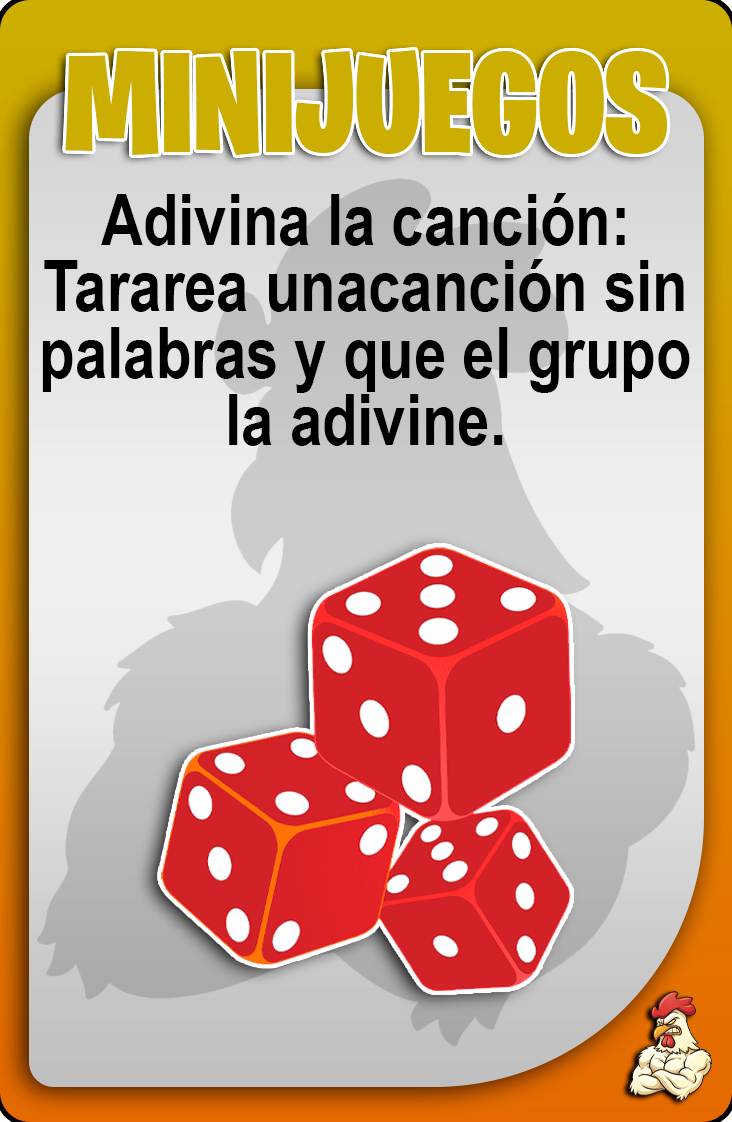 MINIJUEGOS
Adivina la canción:
Tararea unacanción sin
palabras y que el grupo
la adivine.